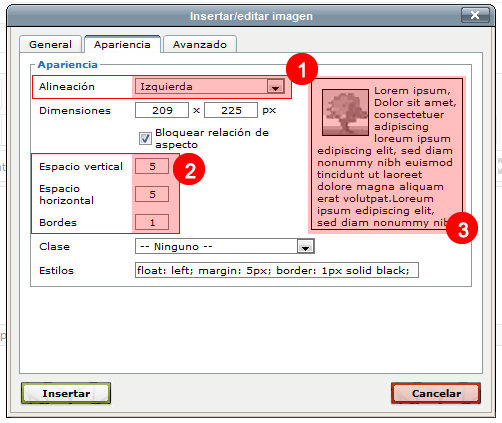 Insertar/editar imagen
General Apariencia Avanzado
Apariencia
Alineación Izquierda
1
Dimensiones 209 x 225 px
Bloquear relación de
aspecto
Espacio vertical 5
2
Espacio
horizontal 5
Bordes 1
Lorem ipsum,
Dolor sit amet,
consectetuer
adipiscing
loreum ipsum
edipiscing elit, sed diam
nonummy nibh euismod
tincidunt ut laoreet
dolore magna aliquam
erat volutpat.Loreum
ipsum edipiscing elit,
sed diam nonummy nib
3
Clase -- Ninguno --
Estilos float: left; margin: 5px; border: 1px solid black;
Insertar Cancelar